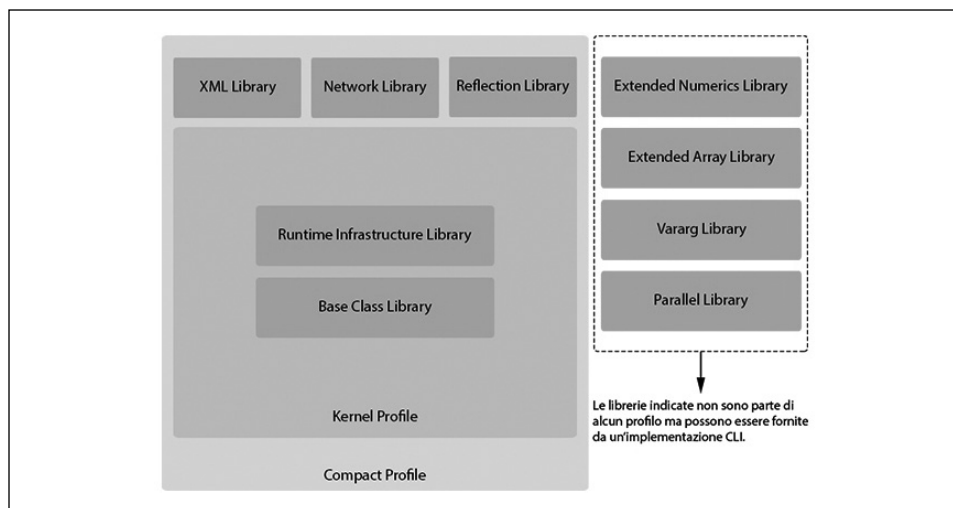 XML Library
Network Library
Reflection Library
Runtime Infrastructure Library
Base Class Library
Kernel Profile
Compact Profile
Extended Numerics Library
Extended Array Library
Vararg Library
Parallel Library
Le librerie indicate non sono parte di
alcun profilo ma possono essere fornite
da un'implementazione CLI.